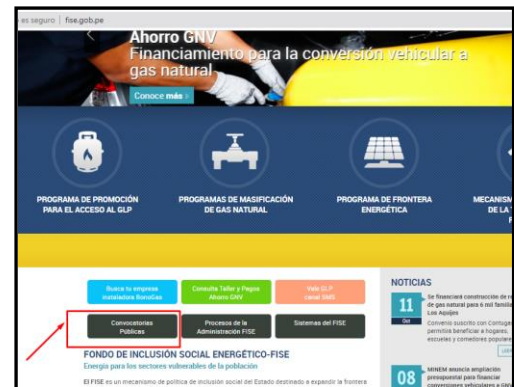 es seguro | fise.gob.pe
Ahorro GNV
Financiamiento para la conversión vehicular a
gas natural
Conoce más >
PROGRAMA DE PROMOCIÓN
PARA EL ACCESO AL GLP
PROGRAMAS DE MASIFICACIÓN
DE GAS NATURAL
PROGRAMA DE FRONTERA
ENERGÉTICA
MECANISM
DE LA
Busca tu empresa
instaladora BonoGas
Consulta Taller y Pagos
Ahorro GNV
Vale GLP
canal SMS
Convocatorias
Públicas
Procesos de la
Administración FISE
Sistemas del FISE
FONDO DE INCLUSIÓN SOCIAL ENERGÉTICO-FISE
Energía para los sectores vulnerables de la población
El FISE es un mecanismo de política de inclusión social del Estado destinado a expandir la frontera
NOTICIAS
11
Oct
Se financiará construcción de
de gas natural para 6 mil familia
Los Aquijes
Convenio suscrito con Contugas
permitirá beneficiar a hogares,
escuelas y comedores populare
08
MINEM anuncia ampliación
presupuestal para financiar
conversiones vehiculares a GN